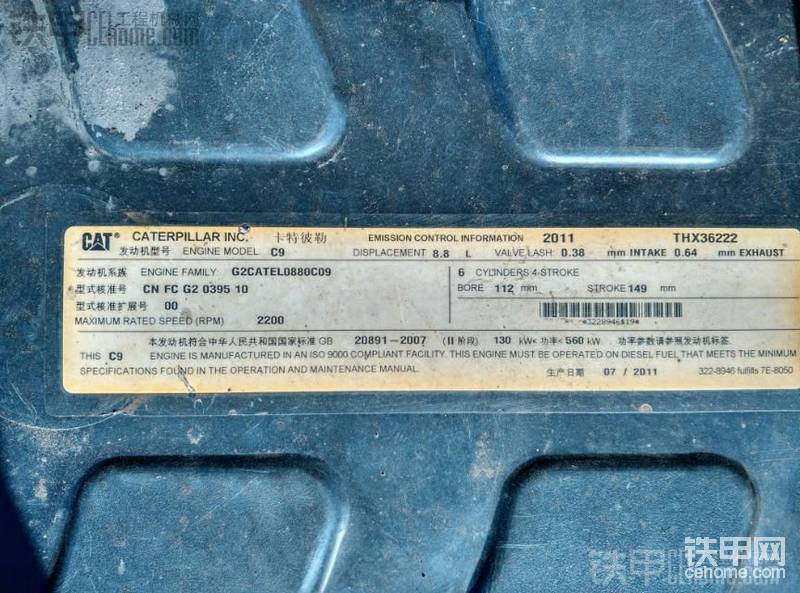 铁甲 工程机械网
cehome.com
CAT® CATERPILLAR INC. 卡特彼勒 EMISSION CONTROL INFORMATION 2011 THX36222
发动机型号 ENGINE MODEL C9 DISPLACEMENT 8.8 L VALVE LASH 0.38 mm INTAKE 0.64 mm EXHAUST
发动机系族 ENGINE FAMILY G2CATEL0880C09 6 CYLINDERS 4-STROKE
型式核准号 CN FC G2 0395 10 BORE 112 mm STROKE 149 mm
型式核准扩展号 00
MAXIMUM RATED SPEED (RPM) 2200 *3228946#19*
本发动机符合中华人民共和国国家标准 GB 20891-2007 (II 阶段) 130 kW< 功率< 560 kW 功率参数请参照发动机标签
THIS C9 ENGINE IS MANUFACTURED IN AN ISO 9000 COMPLIANT FACILITY. THIS ENGINE MUST BE OPERATED ON DIESEL FUEL THAT MEETS THE MINIMUM
SPECIFICATIONS FOUND IN THE OPERATION AND MAINTENANCE MANUAL. 生产日期 07 / 2011 322-8946 fulfills 7E-8050
铁甲网
cehome.com